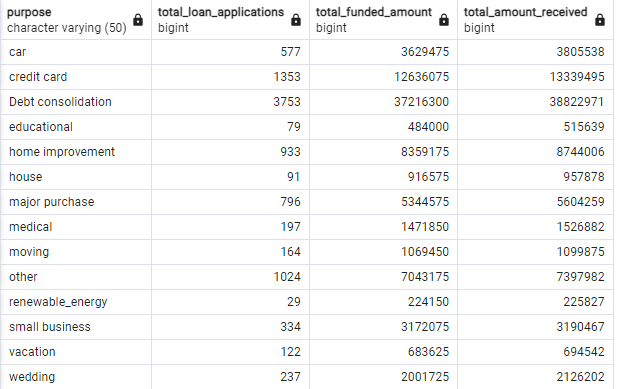 purpose total_loan_applications total_funded_amount total_amount_received
character varying (50) bigint bigint bigint
car 577 3629475 3805538
credit card 1353 12636075 13339495
Debt consolidation 3753 37216300 38822971
educational 79 484000 515639
home improvement 933 8359175 8744006
house 91 916575 957878
major purchase 796 5344575 5604259
medical 197 1471850 1526882
moving 164 1069450 1099875
other 1024 7043175 7397982
renewable_energy 29 224150 225827
small business 334 3172075 3190467
vacation 122 683625 694542
wedding 237 2001725 2126202